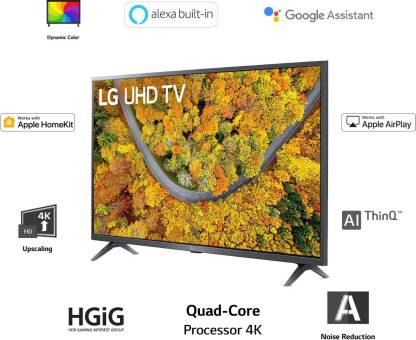 Dynamic Color
alexa built-in
Google Assistant
LG UHD TV
Works with
Apple HomeKit
Works with
Apple AirPlay
HD
4K
Upscaling
AI ThinQ™
HGiG
HDR GAMING INTEREST GROUP
Quad-Core
Processor 4K
A
Noise Reduction